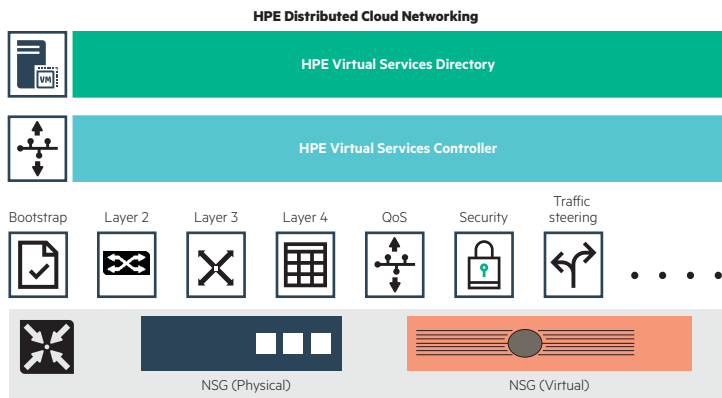 HPE Distributed Cloud Networking
VM
HPE Virtual Services Directory
HPE Virtual Services Controller
Bootstrap
Layer 2
Layer 3
Layer 4
QoS
Security
Traffic
steering
NSG (Physical)
NSG (Virtual)